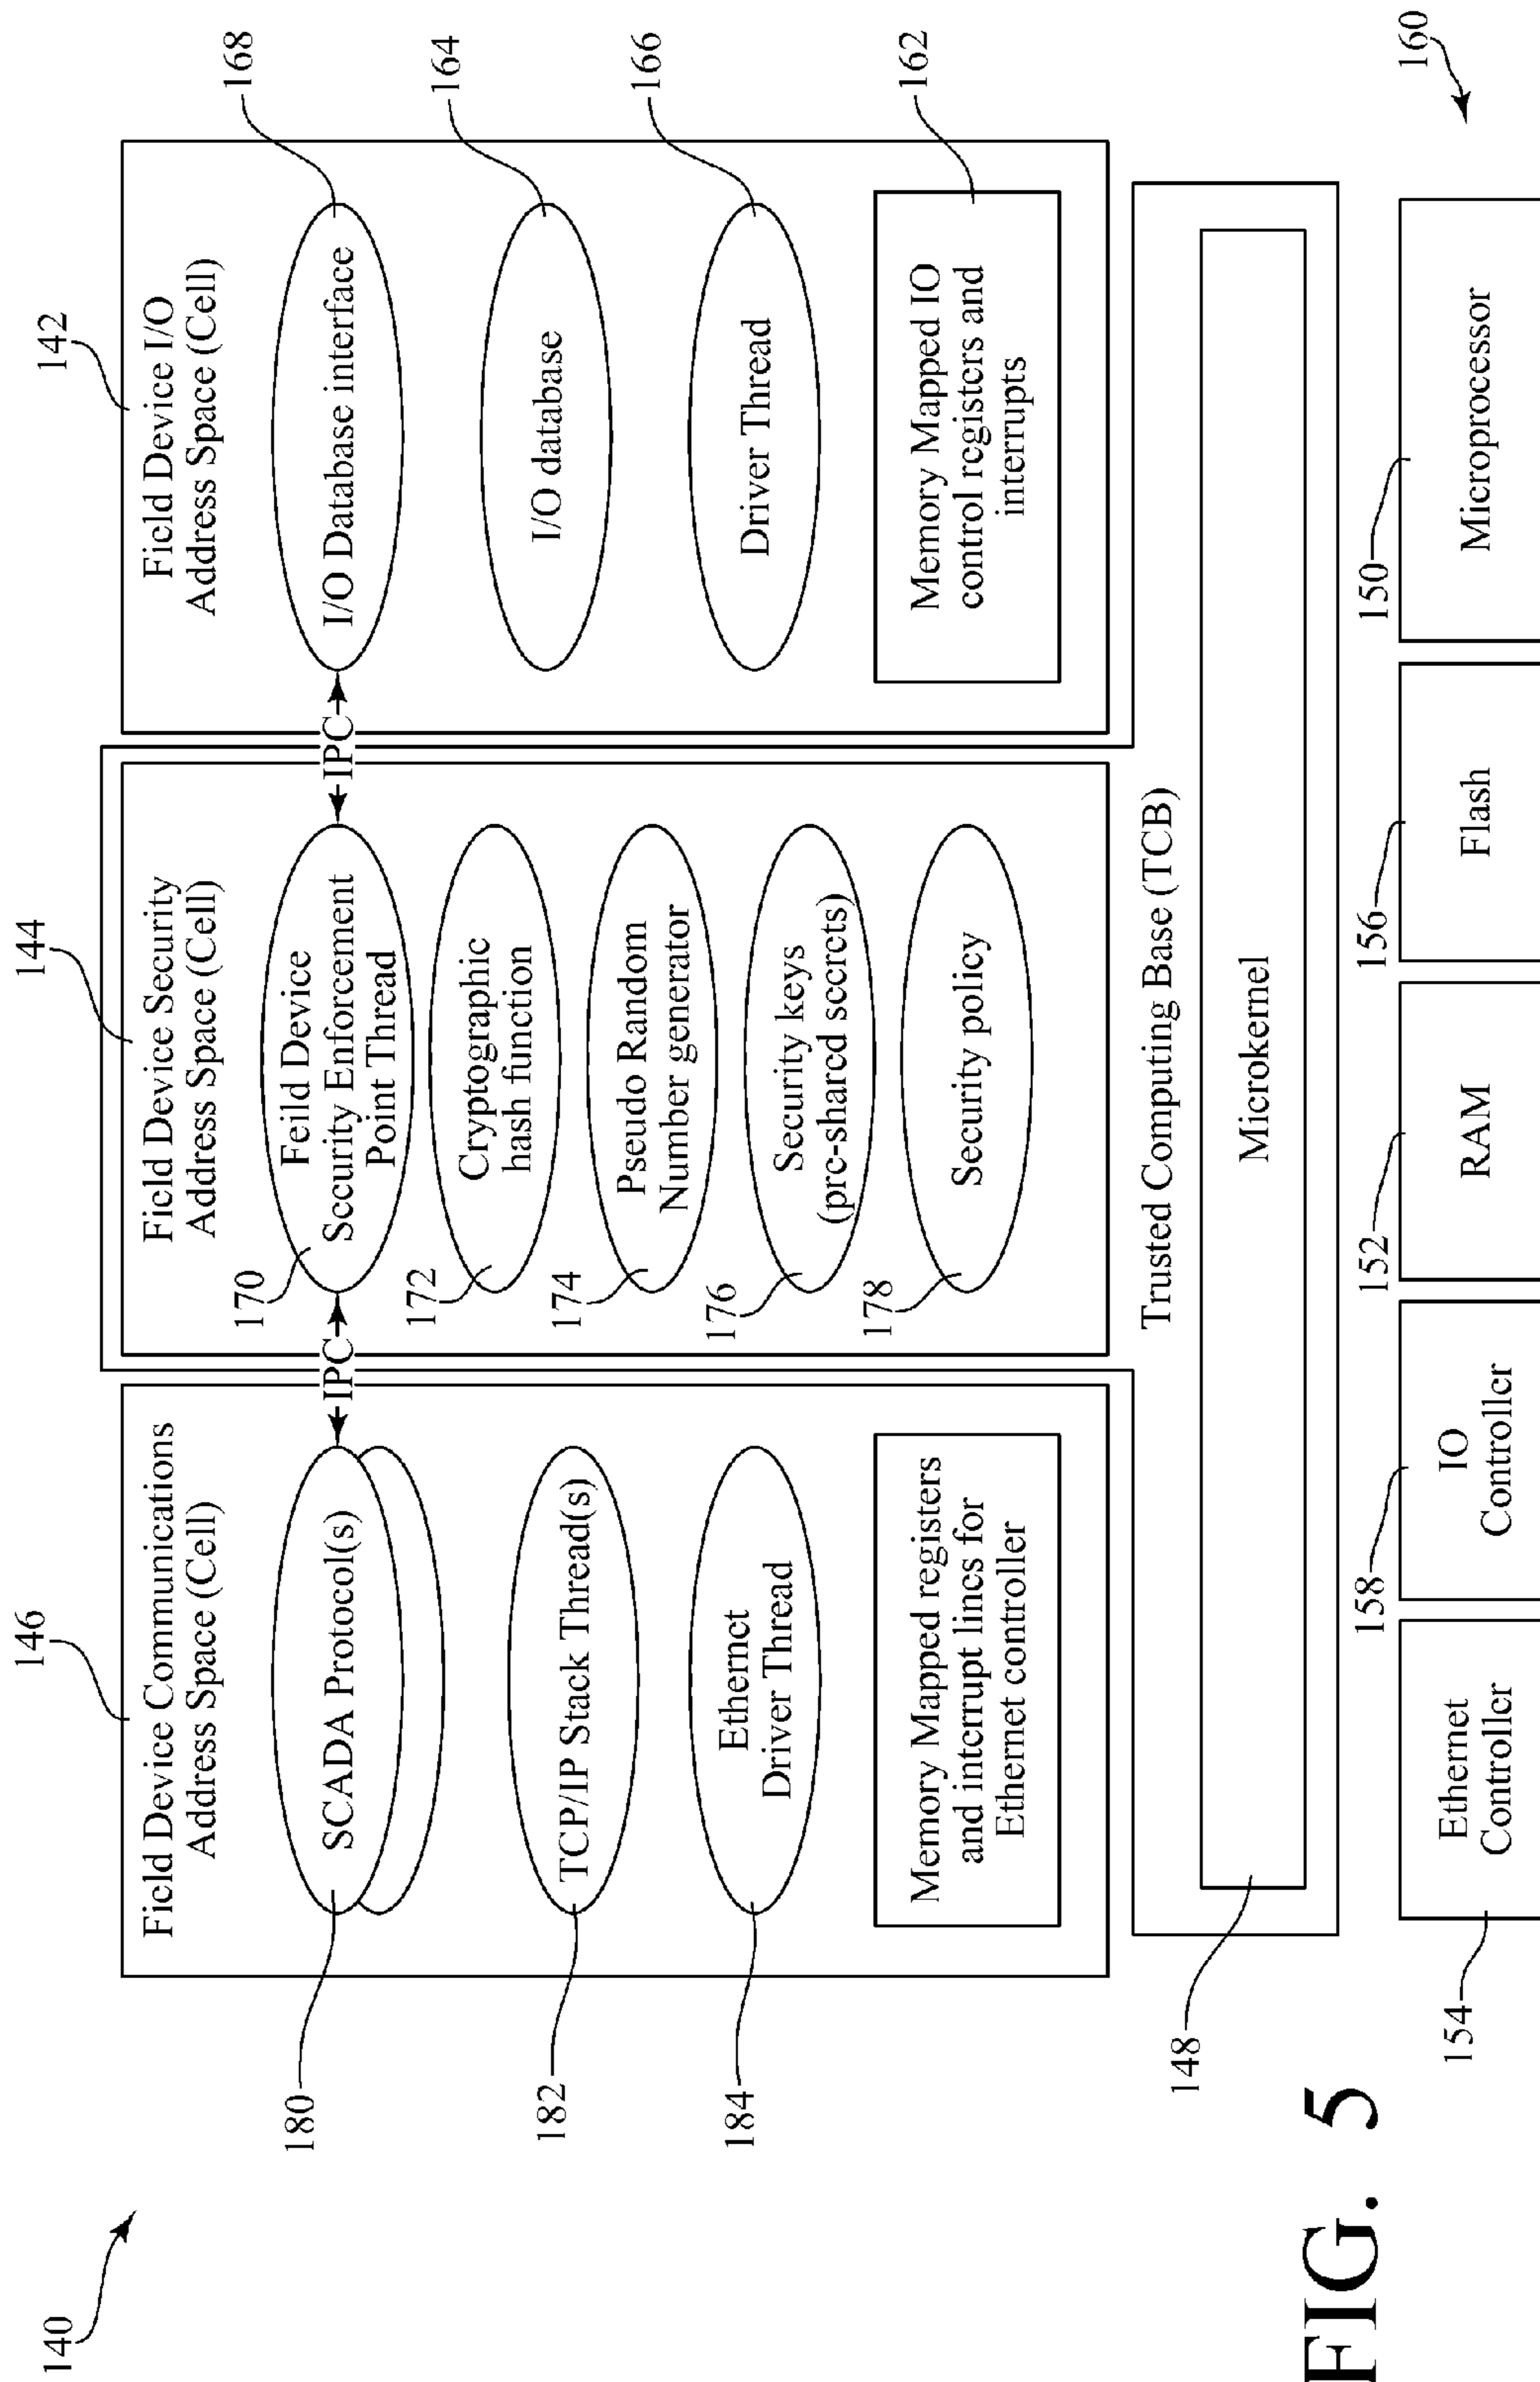 140
146
Field Device Communications
Address Space (Cell)
SCADA Protocol(s)
180
TCP/IP Stack Thread(s)
182
Ethernet
Driver Thread
184
Memory Mapped registers
and interrupt lines for
Ethernet controller
IPC
144
Field Device Security
Address Space (Cell)
170
Feild Device
Security Enforcement
Point Thread
172
Cryptographic
hash function
174
Pseudo Random
Number generator
176
Security keys
(pre-shared secrets)
178
Security policy
IPC
142
Field Device I/O
Address Space (Cell)
I/O Database interface
168
I/O database
164
Driver Thread
166
Memory Mapped IO
control registers and
interrupts
162
Trusted Computing Base (TCB)
Microkernel
148
154
Ethernet
Controller
158
IO
Controller
152
RAM
156
Flash
150
Microprocessor
160
FIG. 5